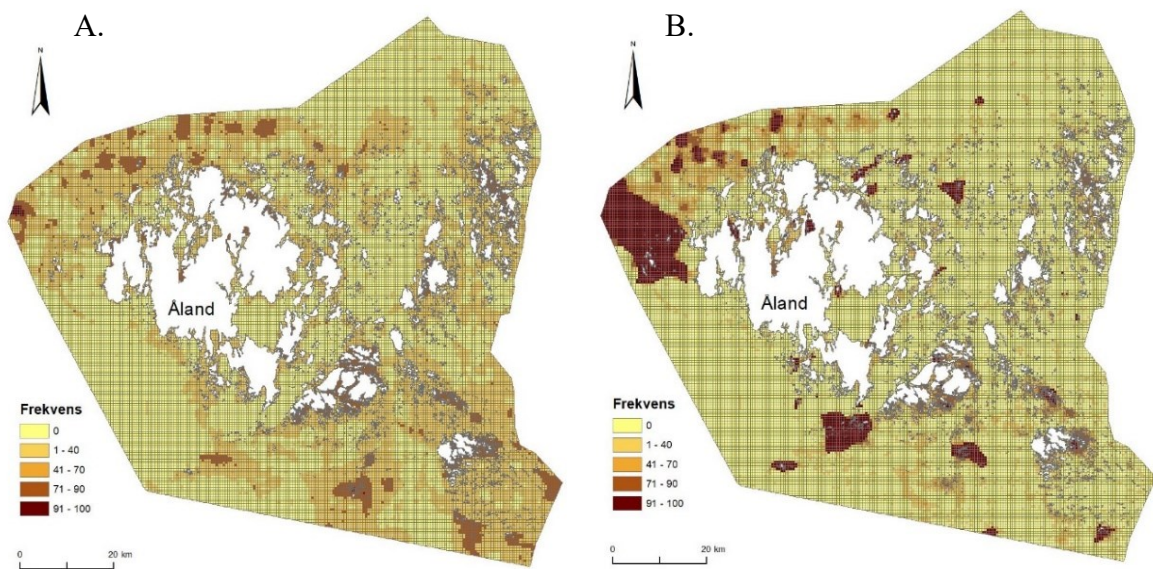 A.
N
Åland
Frekvens
0
1 - 40
41 - 70
71 - 90
91 - 100
0 20 km
B.
N
Åland
Frekvens
0
1 - 40
41 - 70
71 - 90
91 - 100
0 20 km